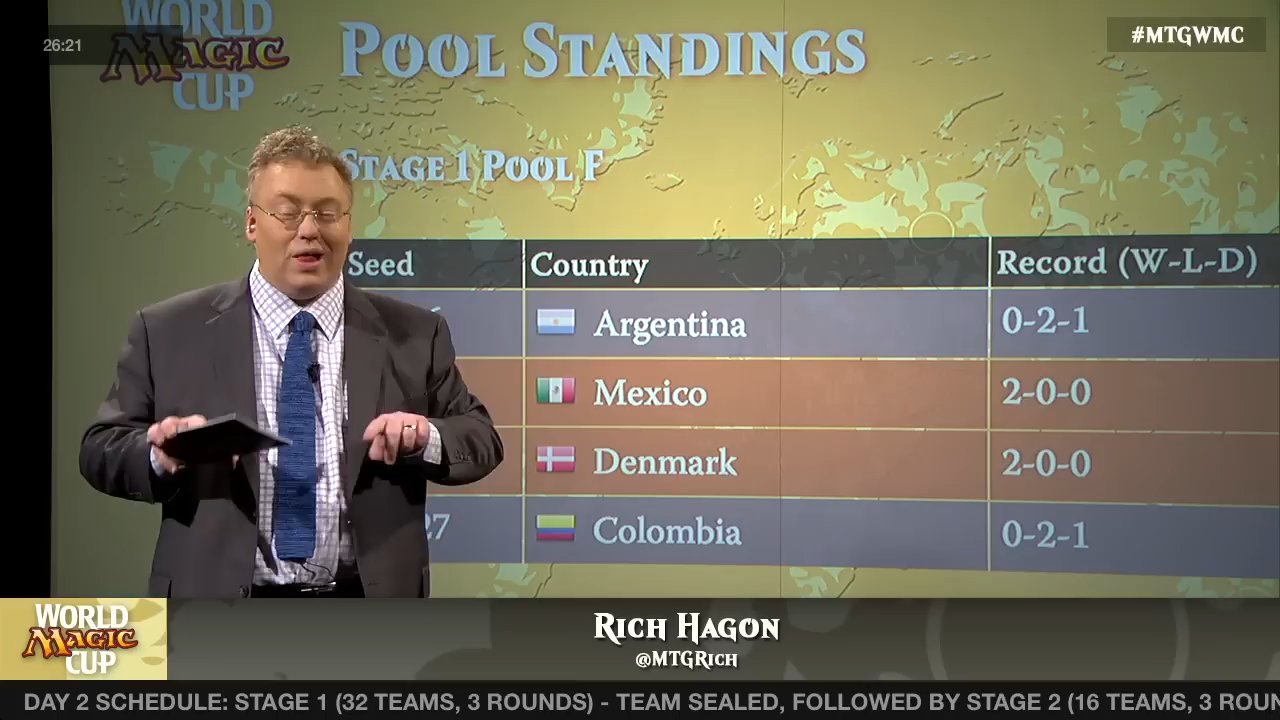 26:21
WORLD
MAGIC
CUP
POOL STANDINGS
#MTGWMC
STAGE 1 POOL F
Seed Country Record (W-L-D)
Argentina 0-2-1
Mexico 2-0-0
Denmark 2-0-0
27 Colombia 0-2-1
WORLD
MAGIC
CUP
RICH HAGON
@MTGRICH
DAY 2 SCHEDULE: STAGE 1 (32 TEAMS, 3 ROUNDS) - TEAM SEALED, FOLLOWED BY STAGE 2 (16 TEAMS, 3 ROUN